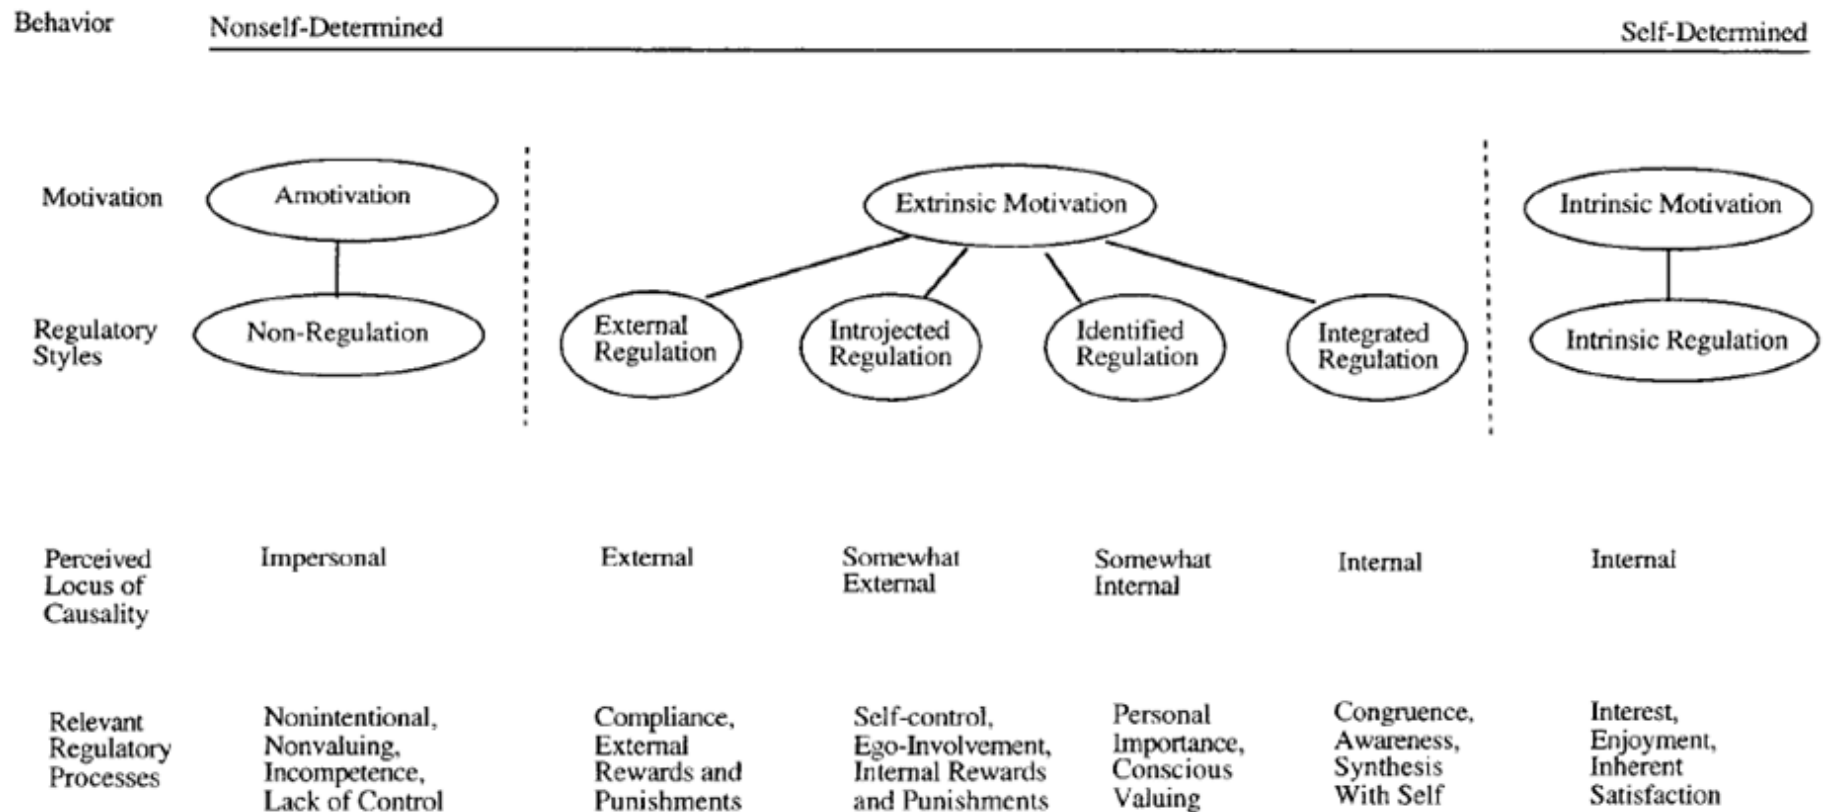 Behavior
Nonself-Determined
Self-Determined
Motivation
Amotivation
Extrinsic Motivation
Intrinsic Motivation
Regulatory
Styles
Non-Regulation
External
Regulation
Introjected
Regulation
Identified
Regulation
Integrated
Regulation
Intrinsic Regulation
Perceived
Locus of
Causality
Impersonal
External
Somewhat
External
Somewhat
Internal
Internal
Internal
Relevant
Regulatory
Processes
Nonintentional,
Nonvaluing,
Incompetence,
Lack of Control
Compliance,
External
Rewards and
Punishments
Self-control,
Ego-Involvement,
Internal Rewards
and Punishments
Personal
Importance,
Conscious
Valuing
Congruence,
Awareness,
Synthesis
With Self
Interest,
Enjoyment,
Inherent
Satisfaction